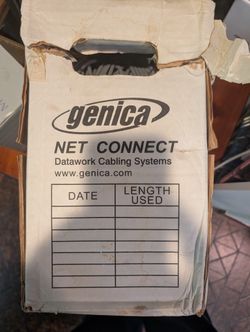 genica
NET CONNECT
Datawork Cabling Systems
www.genica.com
DATE LENGTH USED